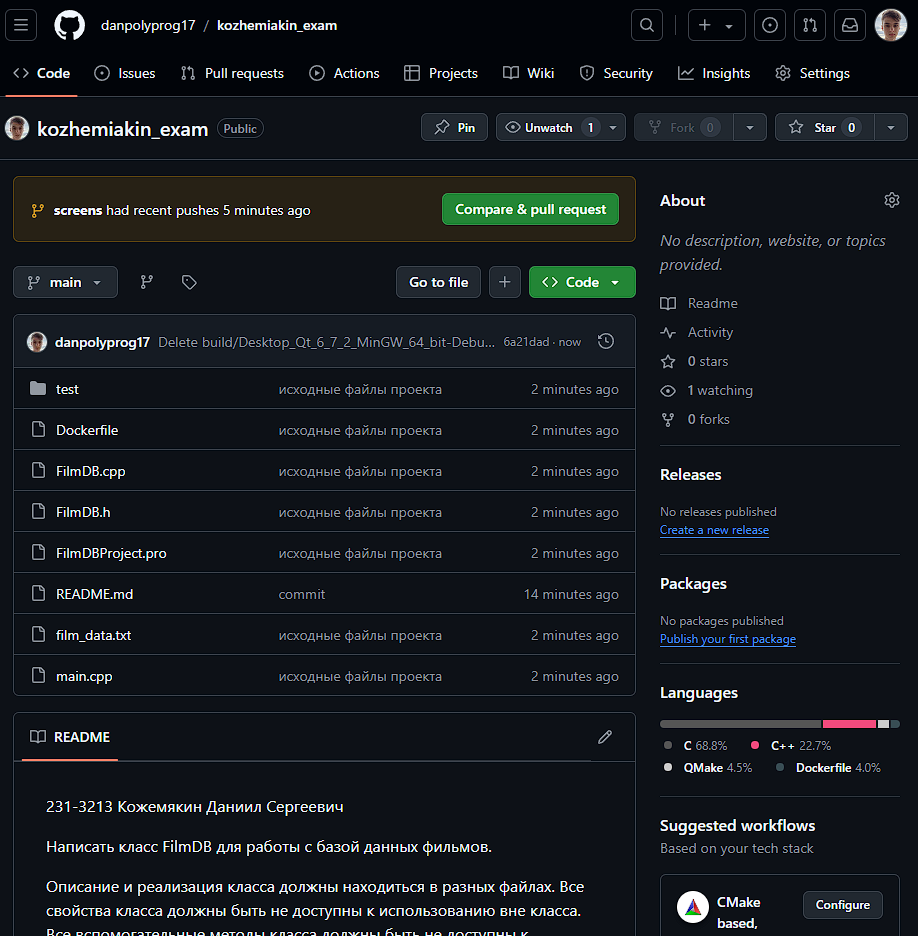 danpolyprog17 / kozhemiakin_exam
Code Issues Pull requests Actions Projects Wiki Security Insights Settings
kozhemiakin_exam Public Pin Unwatch 1 Fork 0 Star 0
screens had recent pushes 5 minutes ago Compare & pull request
main Go to file Code
danpolyprog17 Delete build/Desktop_Qt_6_7_2_MinGW_64_bit-Debu... 6a21dad · now
test исходные файлы проекта 2 minutes ago
Dockerfile исходные файлы проекта 2 minutes ago
FilmDB.cpp исходные файлы проекта 2 minutes ago
FilmDB.h исходные файлы проекта 2 minutes ago
FilmDBProject.pro исходные файлы проекта 2 minutes ago
README.md commit 14 minutes ago
film_data.txt исходные файлы проекта 2 minutes ago
main.cpp исходные файлы проекта 2 minutes ago
README
231-3213 Кожемякин Даниил Сергеевич
Написать класс FilmDB для работы с базой данных фильмов.
Описание и реализация класса должны находиться в разных файлах. Все
свойства класса должны быть не доступны к использованию вне класса.
Все вспомогательные методы класса должны быть не доступны к
About
No description, website, or topics
provided.
Readme
Activity
0 stars
1 watching
0 forks
Releases
No releases published
Create a new release
Packages
No packages published
Publish your first package
Languages
C 68.8% C++ 22.7%
QMake 4.5% Dockerfile 4.0%
Suggested workflows
Based on your tech stack
CMake Configure
based,